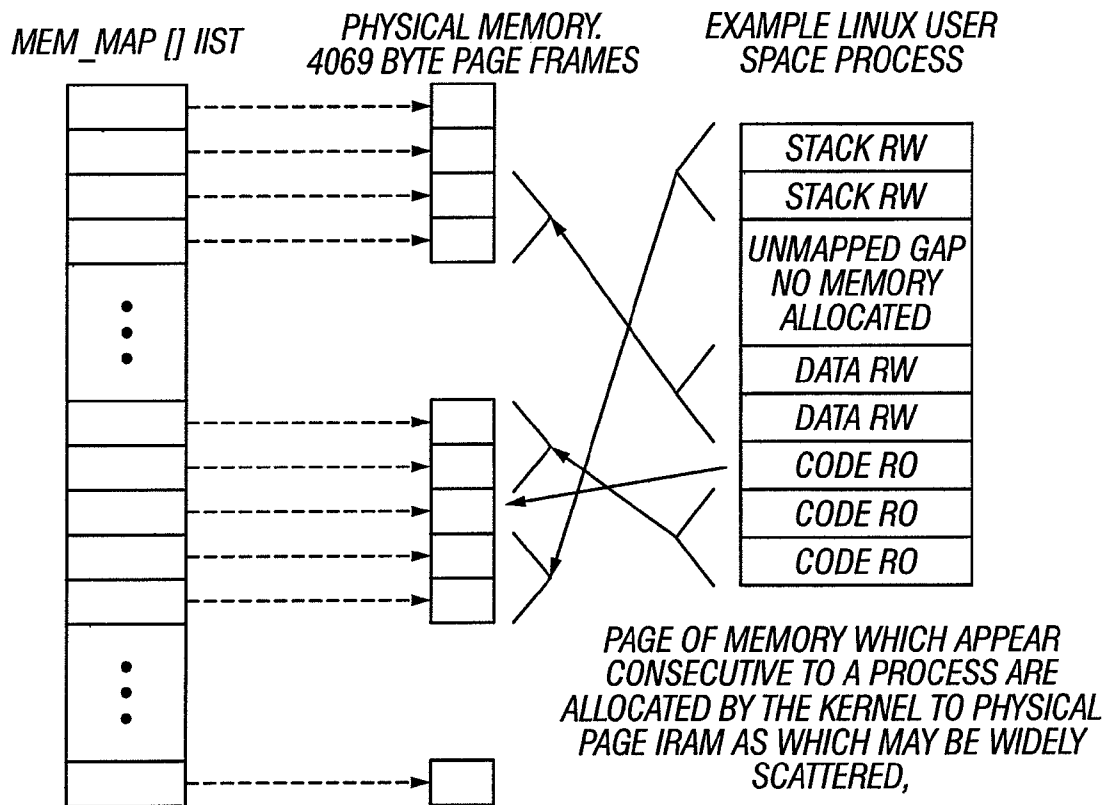 MEM_MAP [] lIST
PHYSICAL MEMORY.
4069 BYTE PAGE FRAMES
EXAMPLE LINUX USER
SPACE PROCESS
STACK RW
STACK RW
UNMAPPED GAP
NO MEMORY
ALLOCATED
DATA RW
DATA RW
CODE RO
CODE RO
CODE RO
PAGE OF MEMORY WHICH APPEAR
CONSECUTIVE TO A PROCESS ARE
ALLOCATED BY THE KERNEL TO PHYSICAL
PAGE IRAM AS WHICH MAY BE WIDELY
SCATTERED,